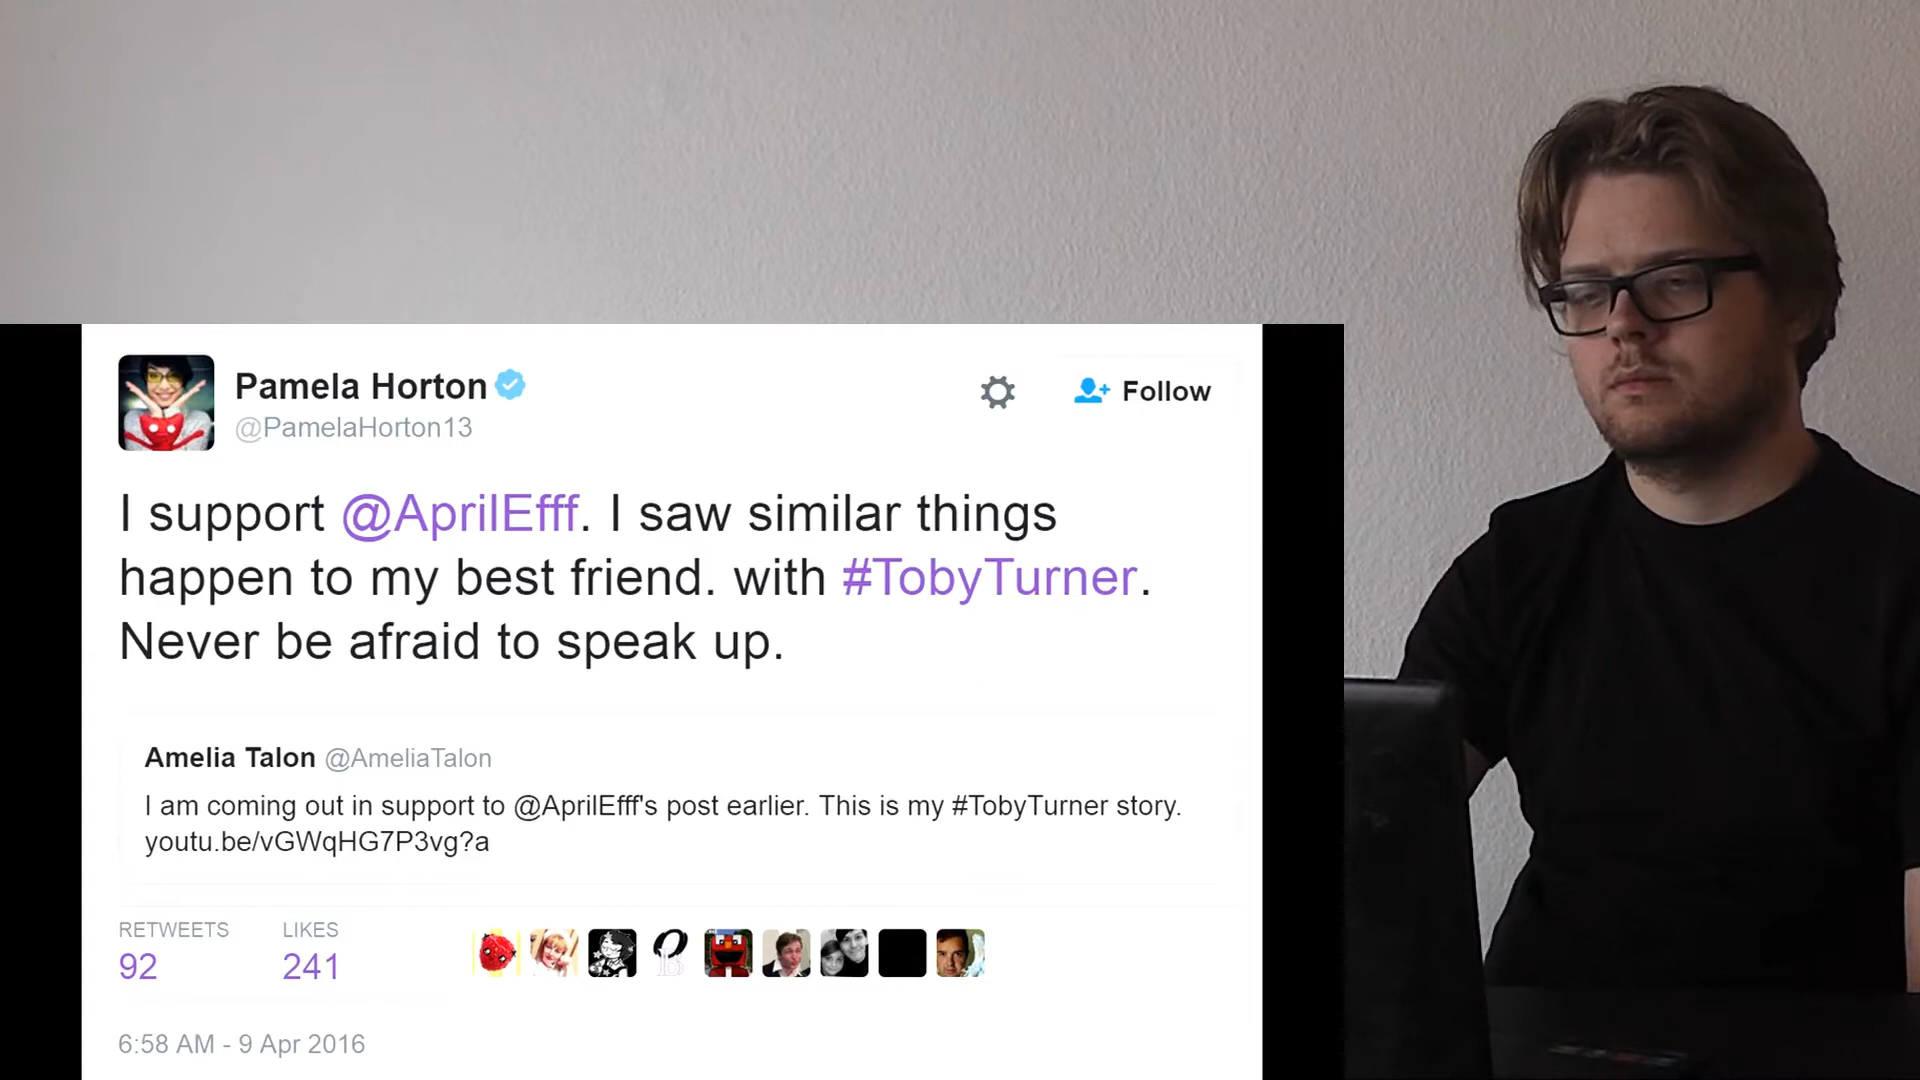 Pamela Horton
@PamelaHorton13
Follow
I support @AprilEfff. I saw similar things
happen to my best friend. with #TobyTurner.
Never be afraid to speak up.
Amelia Talon @AmeliaTalon
I am coming out in support to @AprilEfff's post earlier. This is my #TobyTurner story.
youtu.be/vGWqHG7P3vg?a
RETWEETS LIKES
92 241
6:58 AM - 9 Apr 2016